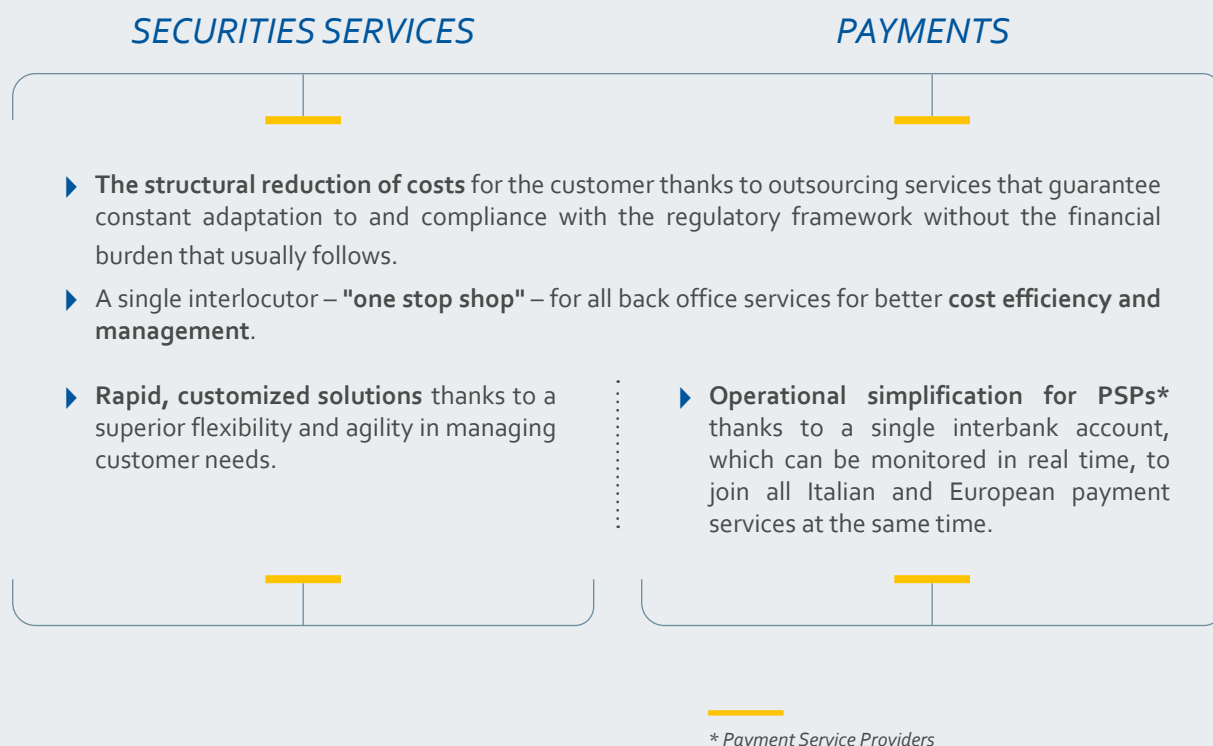 SECURITIES SERVICES
PAYMENTS
The structural reduction of costs for the customer thanks to outsourcing services that guarantee
constant adaptation to and compliance with the regulatory framework without the financial
burden that usually follows.
A single interlocutor – "one stop shop" – for all back office services for better cost efficiency and
management.
Rapid, customized solutions thanks to a
superior flexibility and agility in managing
customer needs.
Operational simplification for PSPs*
thanks to a single interbank account,
which can be monitored in real time, to
join all Italian and European payment
services at the same time.
* Payment Service Providers